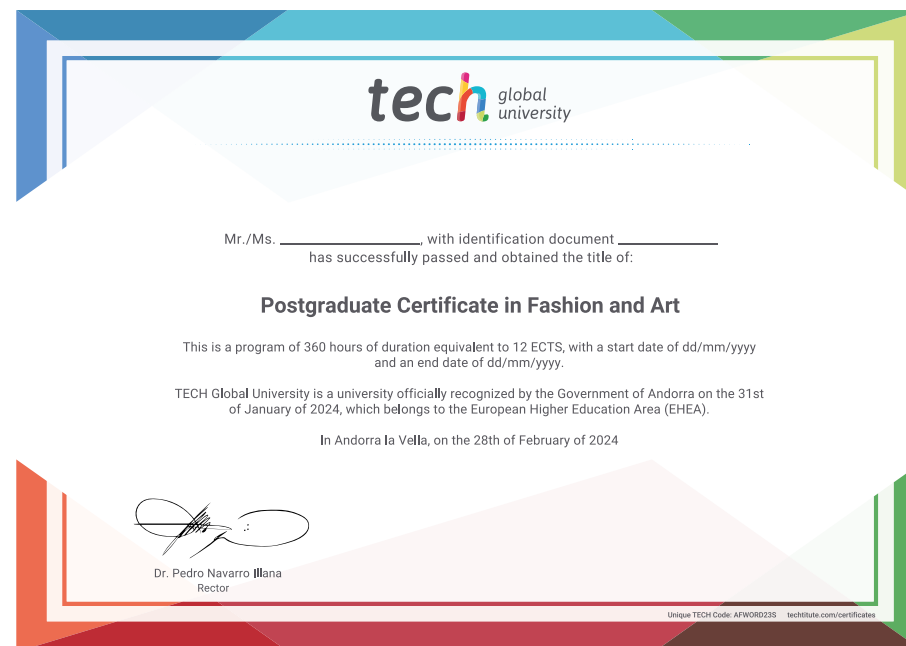 tech global university
Mr./Ms. ____________________, with identification document ______________
has successfully passed and obtained the title of:
Postgraduate Certificate in Fashion and Art
This is a program of 360 hours of duration equivalent to 12 ECTS, with a start date of dd/mm/yyyy
and an end date of dd/mm/yyyy.
TECH Global University is a university officially recognized by the Government of Andorra on the 31st
of January of 2024, which belongs to the European Higher Education Area (EHEA).
In Andorra la Vella, on the 28th of February of 2024
Dr. Pedro Navarro Illana
Rector
Unique TECH Code: AFWORD23S techtitute.com/certificates